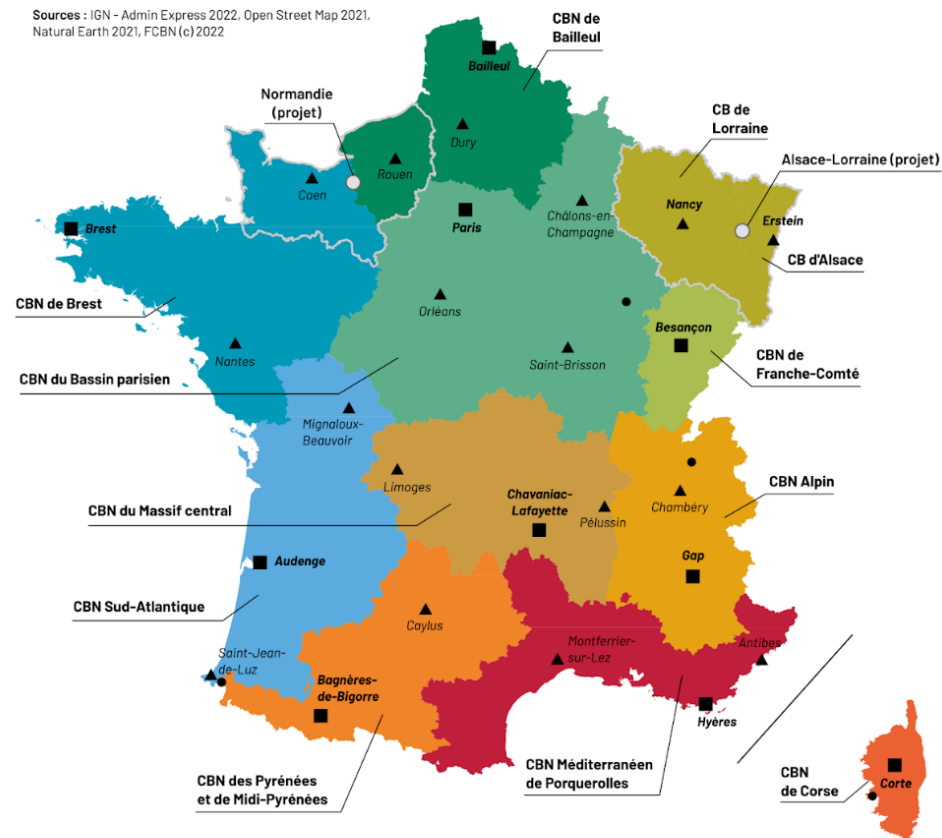 Sources : IGN - Admin Express 2022, Open Street Map 2021,
Natural Earth 2021, FCBN (c) 2022
CBN de
Bailleul
Bailleul
Normandie
(projet)
CB de
Lorraine
Dury
Alsace-Lorraine (projet)
Rouen
Caen
Nancy
Châlons-en-
Champagne
Erstein
Paris
Brest
CB d'Alsace
CBN de Brest
Orléans
Besançon
Nantes
Saint-Brisson
CBN de
Franche-Comté
CBN du Bassin parisien
Mignaloux-
Beauvoir
Limoges
CBN Alpin
Chavaniac-
Lafayette
Chambéry
CBN du Massif central
Pélussin
Audenge
Gap
CBN Sud-Atlantique
Caylus
Montferrier-
sur-Lez
Antibes
Saint-Jean-
de-Luz
Bagnères-
de-Bigorre
Hyères
CBN Méditerranéen
de Porquerolles
CBN des Pyrénées
et de Midi-Pyrénées
CBN
de Corse
Corte